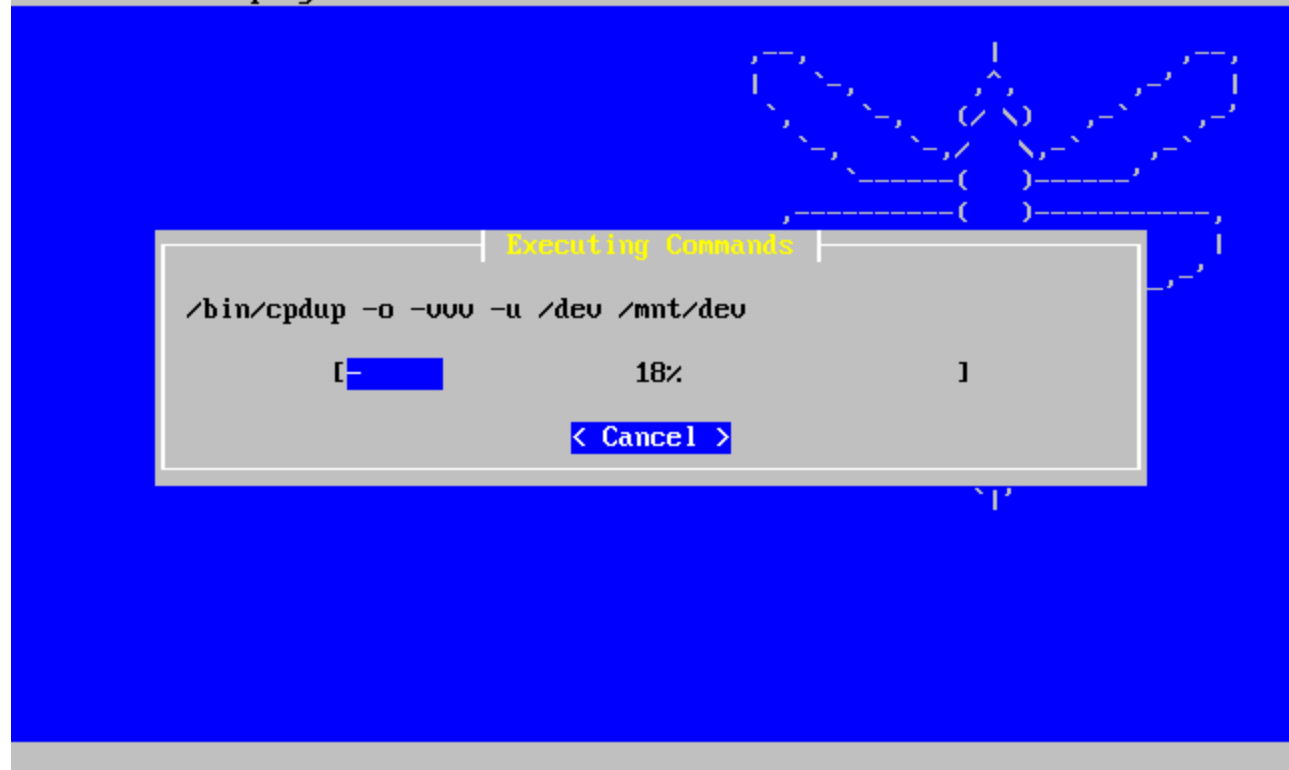 Executing Commands
/bin/cpdup -o -vvv -u /dev /mnt/dev
[- 18% ]
< Cancel >